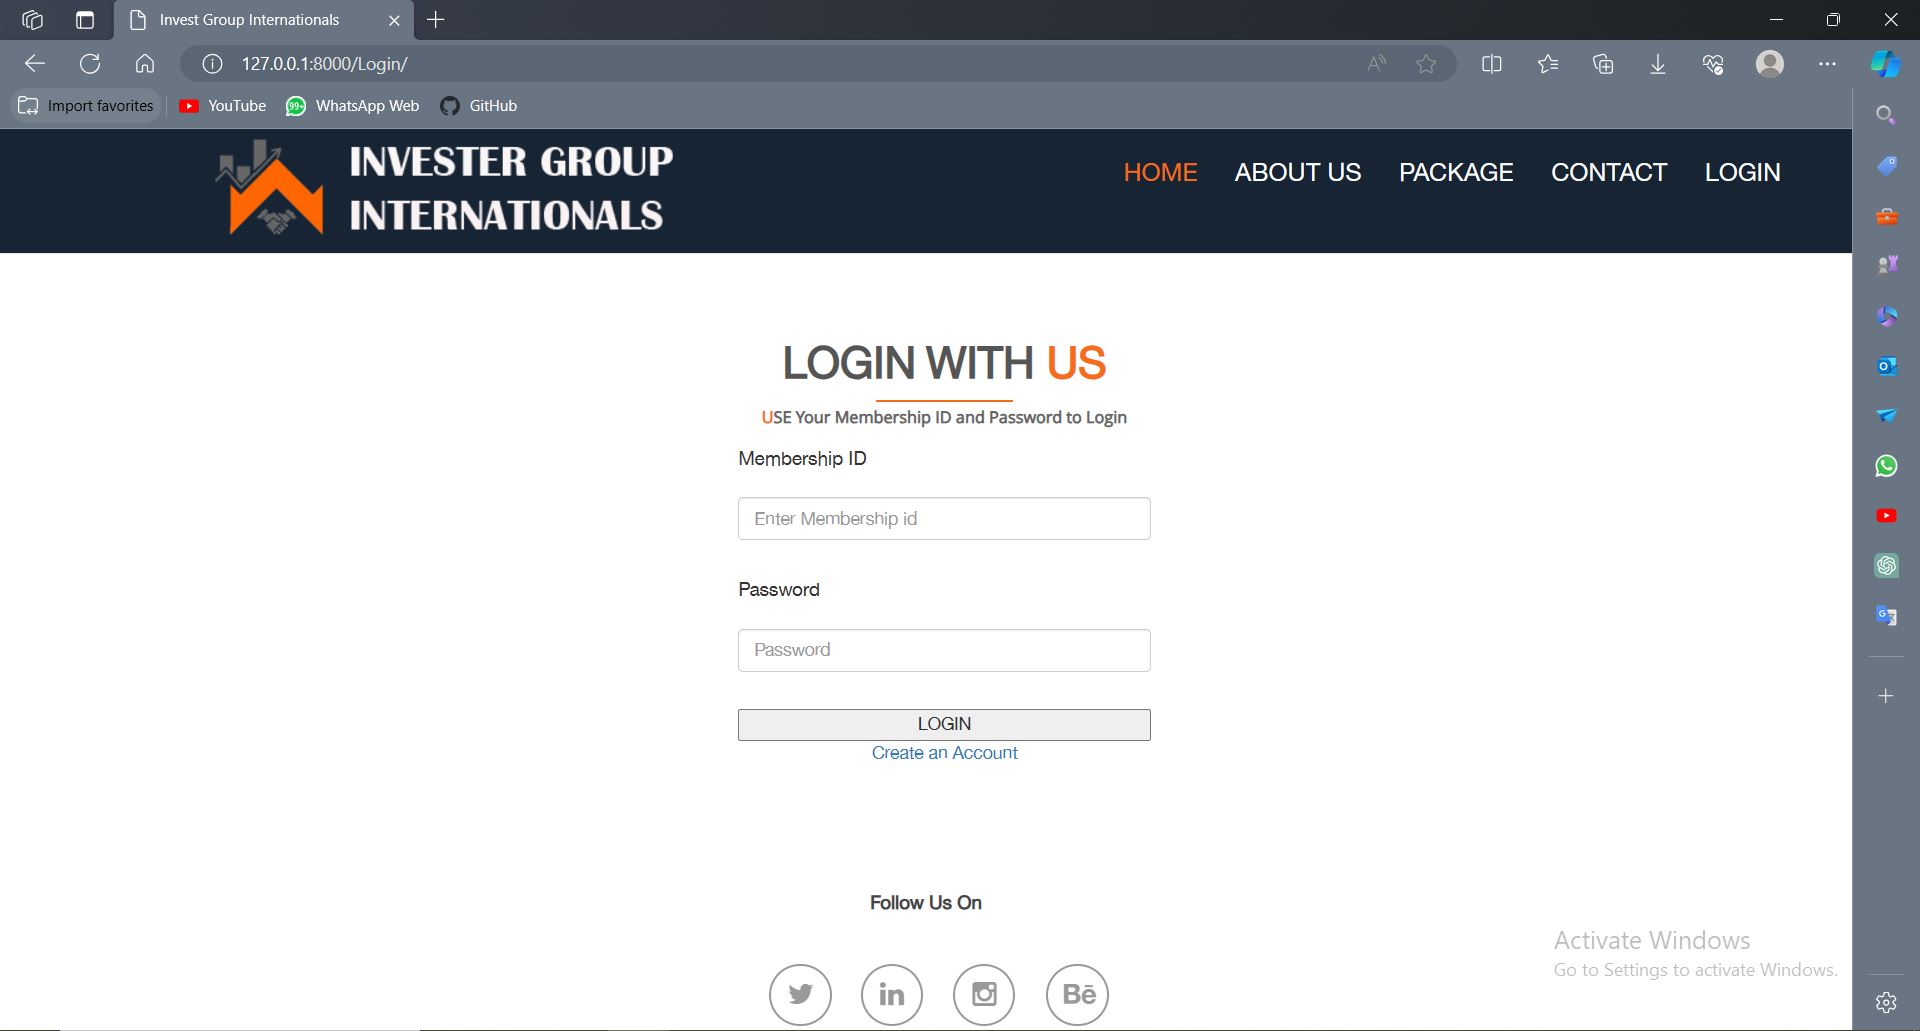 Invest Group Internationals
127.0.0.1:8000/Login/
Import favorites
YouTube
99+
WhatsApp Web
GitHub
INVESTER GROUP
INTERNATIONALS
HOME
ABOUT US
PACKAGE
CONTACT
LOGIN
LOGIN WITH US
USE Your Membership ID and Password to Login
Membership ID
Enter Membership id
Password
Password
LOGIN
Create an Account
Follow Us On
in
Bē
Activate Windows
Go to Settings to activate Windows.